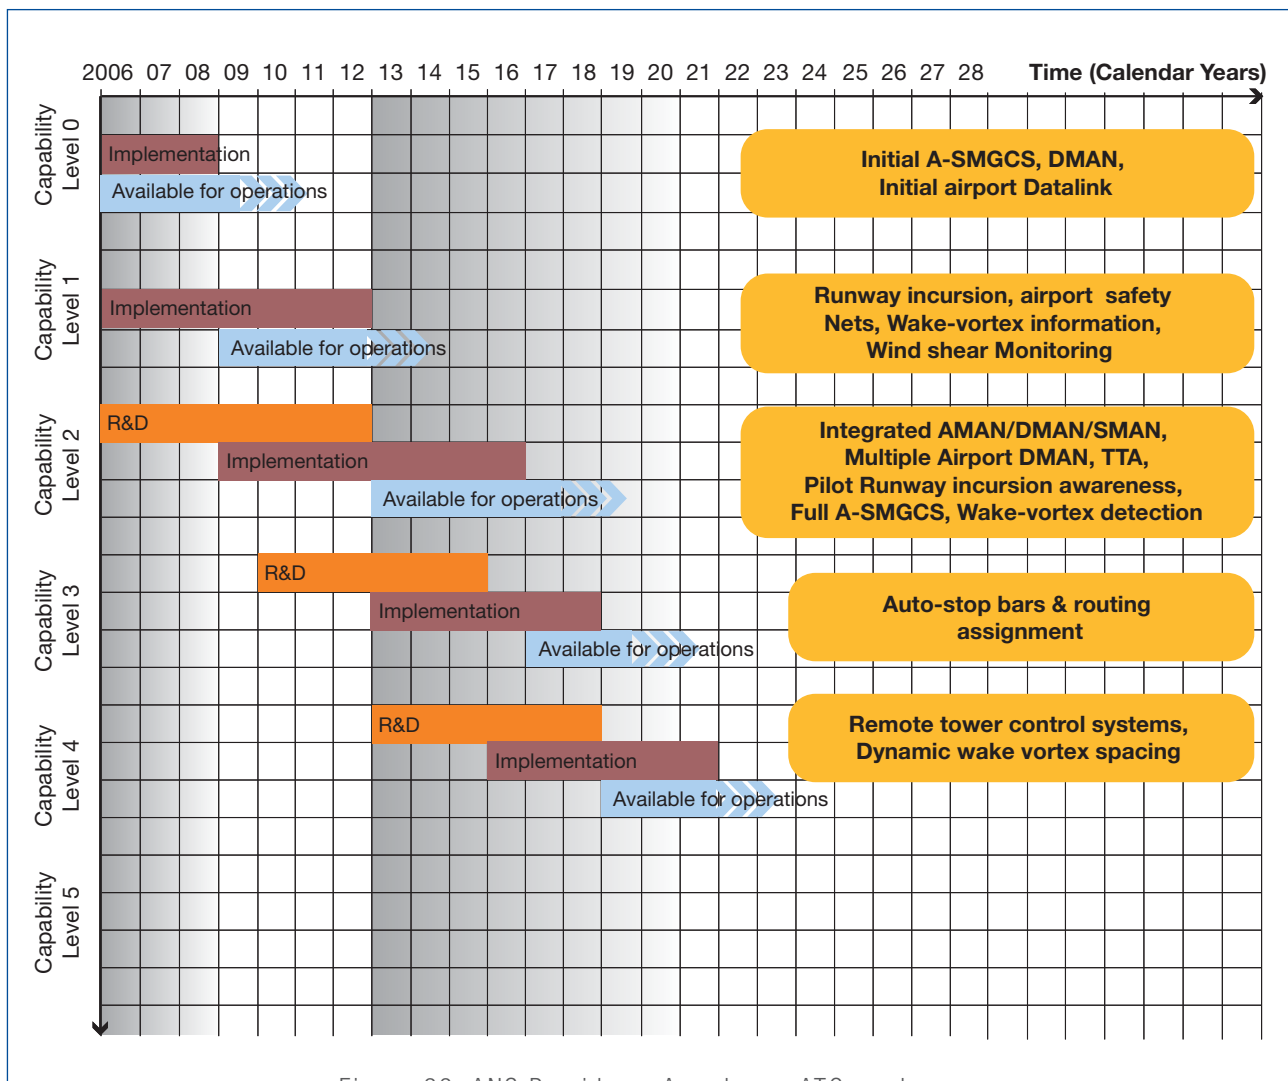 2006 07 08 09 10 11 12 13 14 15 16 17 18 19 20 21 22 23 24 25 26 27 28 Time (Calendar Years)
Capability
Level 0
Implementation
Available for operations
Initial A-SMGCS, DMAN,
Initial airport Datalink
Capability
Level 1
Implementation
Available for operations
Runway incursion, airport safety
Nets, Wake-vortex information,
Wind shear Monitoring
Capability
Level 2
R&D
Implementation
Available for operations
Integrated AMAN/DMAN/SMAN,
Multiple Airport DMAN, TTA,
Pilot Runway incursion awareness,
Full A-SMGCS, Wake-vortex detection
Capability
Level 3
R&D
Implementation
Available for operations
Auto-stop bars & routing
assignment
Capability
Level 4
R&D
Implementation
Available for operations
Remote tower control systems,
Dynamic wake vortex spacing
Capability
Level 5